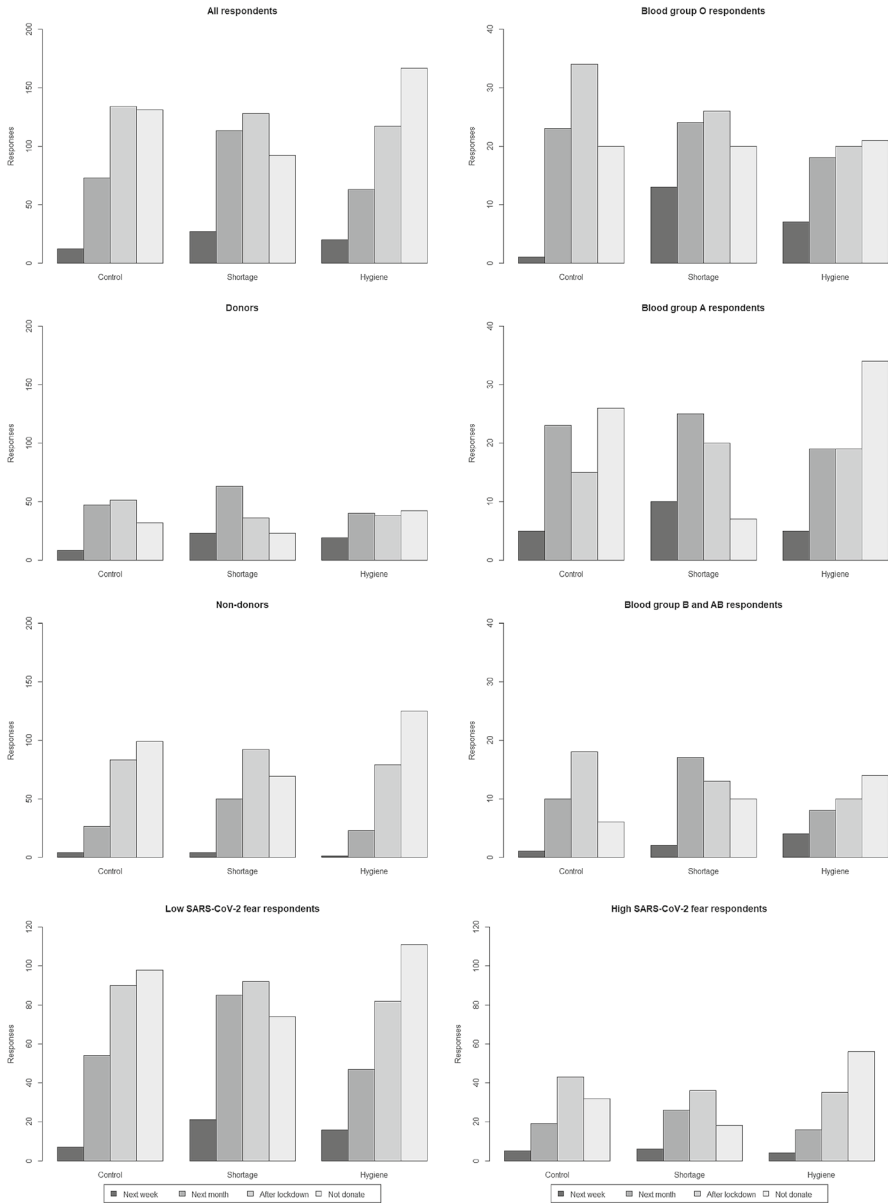 All respondents
200
150
100
50
0
Responses
Control Shortage Hygiene
Blood group O respondents
40
30
20
10
0
Responses
Control Shortage Hygiene
Donors
200
150
100
50
0
Responses
Control Shortage Hygiene
Blood group A respondents
40
30
20
10
0
Responses
Control Shortage Hygiene
Non-donors
200
150
100
50
0
Responses
Control Shortage Hygiene
Blood group B and AB respondents
40
30
20
10
0
Responses
Control Shortage Hygiene
Low SARS-CoV-2 fear respondents
120
100
80
60
40
20
0
Responses
Control Shortage Hygiene
Next week Next month After lockdown Not donate
High SARS-CoV-2 fear respondents
120
100
80
60
40
20
0
Responses
Control Shortage Hygiene
Next week Next month After lockdown Not donate